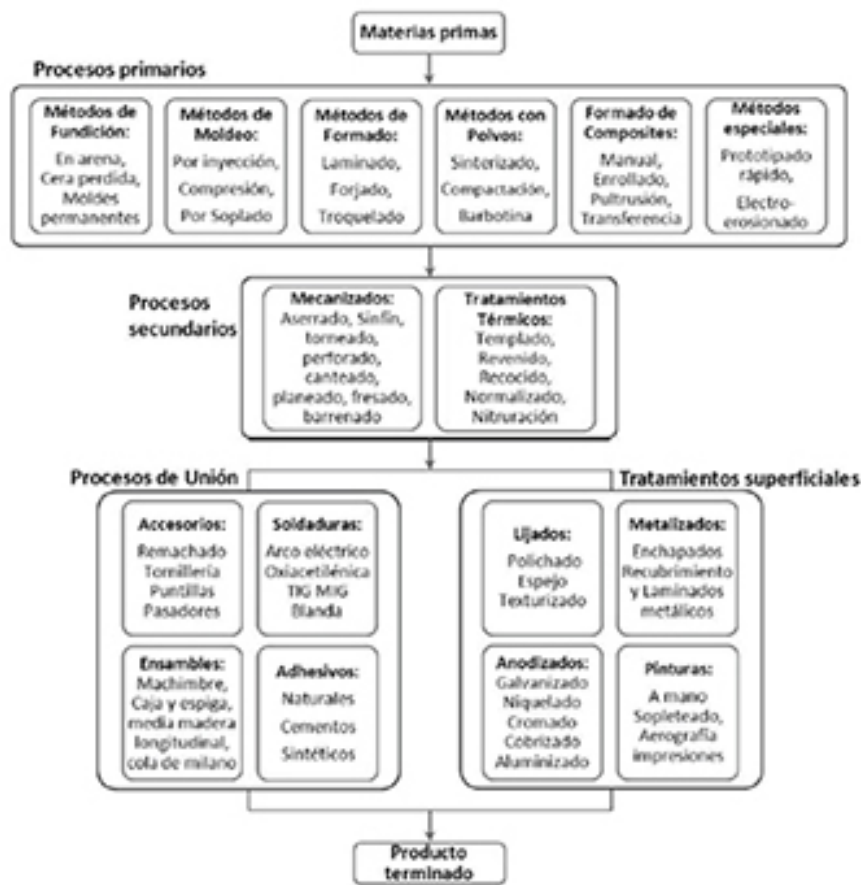 Materias primas
Procesos primarios
Métodos de
Fundición:
En arena,
Cera perdida,
Moldes
permanentes
Métodos de
Moldeo:
Por inyección,
Compresión,
Por Soplado
Métodos de
Formado:
Laminado,
Forjado,
Troquelado
Métodos con
Polvos:
Sinterizado,
Compactación,
Barbotina
Formado de
Composites:
Manual,
Enrollado,
Pultrusión,
Transferencia
Métodos
especiales:
Prototipado
rápido,
Electro-
erosionado
Procesos
secundarios
Mecanizados:
Aserrado, Sinfín,
torneado,
perforado,
canteado,
planeado, fresado,
barrenado
Tratamientos
Térmicos:
Templado,
Revenido,
Recocido,
Normalizado,
Nitruración
Procesos de Unión
Accesorios:
Remachado
Tornillería
Puntillas
Pasadores
Soldaduras:
Arco eléctrico
Oxiacetilénica
TIG MIG
Blanda
Ensambles:
Machimbre,
Caja y espiga,
media madera
longitudinal,
cola de milano
Adhesivos:
Naturales
Cementos
Sintéticos
Tratamientos superficiales
Lijados:
Polichado
Espejo
Texturizado
Metalizados:
Enchapados
Recubrimiento
y Laminados
metálicos
Anodizados:
Galvanizado
Niquelado
Cromado
Cobrizado
Aluminizado
Pinturas:
A mano
Sopleteado,
Aerografía
impresiones
Producto
terminado